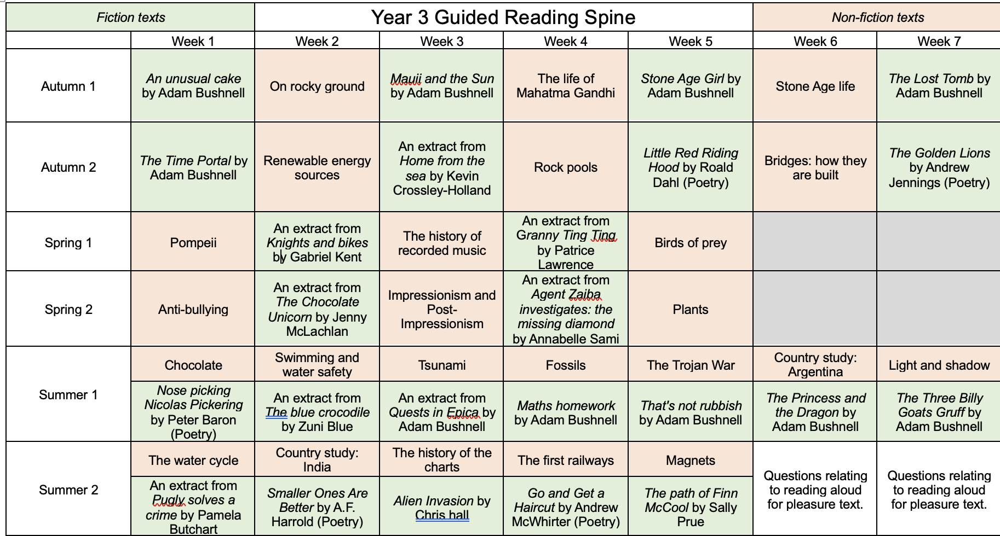 Fiction texts
Year 3 Guided Reading Spine
Non-fiction texts
Week 1
Week 2
Week 3
Week 4
Week 5
Week 6
Week 7
Autumn 1
An unusual cake
by Adam Bushnell
On rocky ground
Mauii and the Sun
by Adam Bushnell
The life of
Mahatma Gandhi
Stone Age Girl by
Adam Bushnell
Stone Age life
The Lost Tomb by
Adam Bushnell
Autumn 2
The Time Portal by
Adam Bushnell
Renewable energy
sources
An extract from
Home from the
sea by Kevin
Crossley-Holland
Rock pools
Little Red Riding
Hood by Roald
Dahl (Poetry)
Bridges: how they
are built
The Golden Lions
by Andrew
Jennings (Poetry)
Spring 1
Pompeii
An extract from
Knights and bikes
by Gabriel Kent
The history of
recorded music
An extract from
Granny Ting Ting
by Patrice
Lawrence
Birds of prey
Spring 2
Anti-bullying
An extract from
The Chocolate
Unicorn by Jenny
McLachlan
Impressionism and
Post-
Impressionism
An extract from
Agent Zaiba
investigates: the
missing diamond
by Annabelle Sami
Plants
Summer 1
Chocolate
Swimming and
water safety
Tsunami
Fossils
The Trojan War
Country study:
Argentina
Light and shadow
Nose picking
Nicolas Pickering
by Peter Baron
(Poetry)
An extract from
The blue crocodile
by Zuni Blue
An extract from
Quests in Epica by
Adam Bushnell
Maths homework
by Adam Bushnell
That's not rubbish
by Adam Bushnell
The Princess and
the Dragon by
Adam Bushnell
The Three Billy
Goats Gruff by
Adam Bushnell
Summer 2
The water cycle
Country study:
India
The history of the
charts
The first railways
Magnets
Questions relating
to reading aloud
for pleasure text.
Questions relating
to reading aloud
for pleasure text.
An extract from
Pugly solves a
crime by Pamela
Butchart
Smaller Ones Are
Better by A.F.
Harrold (Poetry)
Alien Invasion by
Chris hall
Go and Get a
Haircut by Andrew
McWhirter (Poetry)
The path of Finn
McCool by Sally
Prue